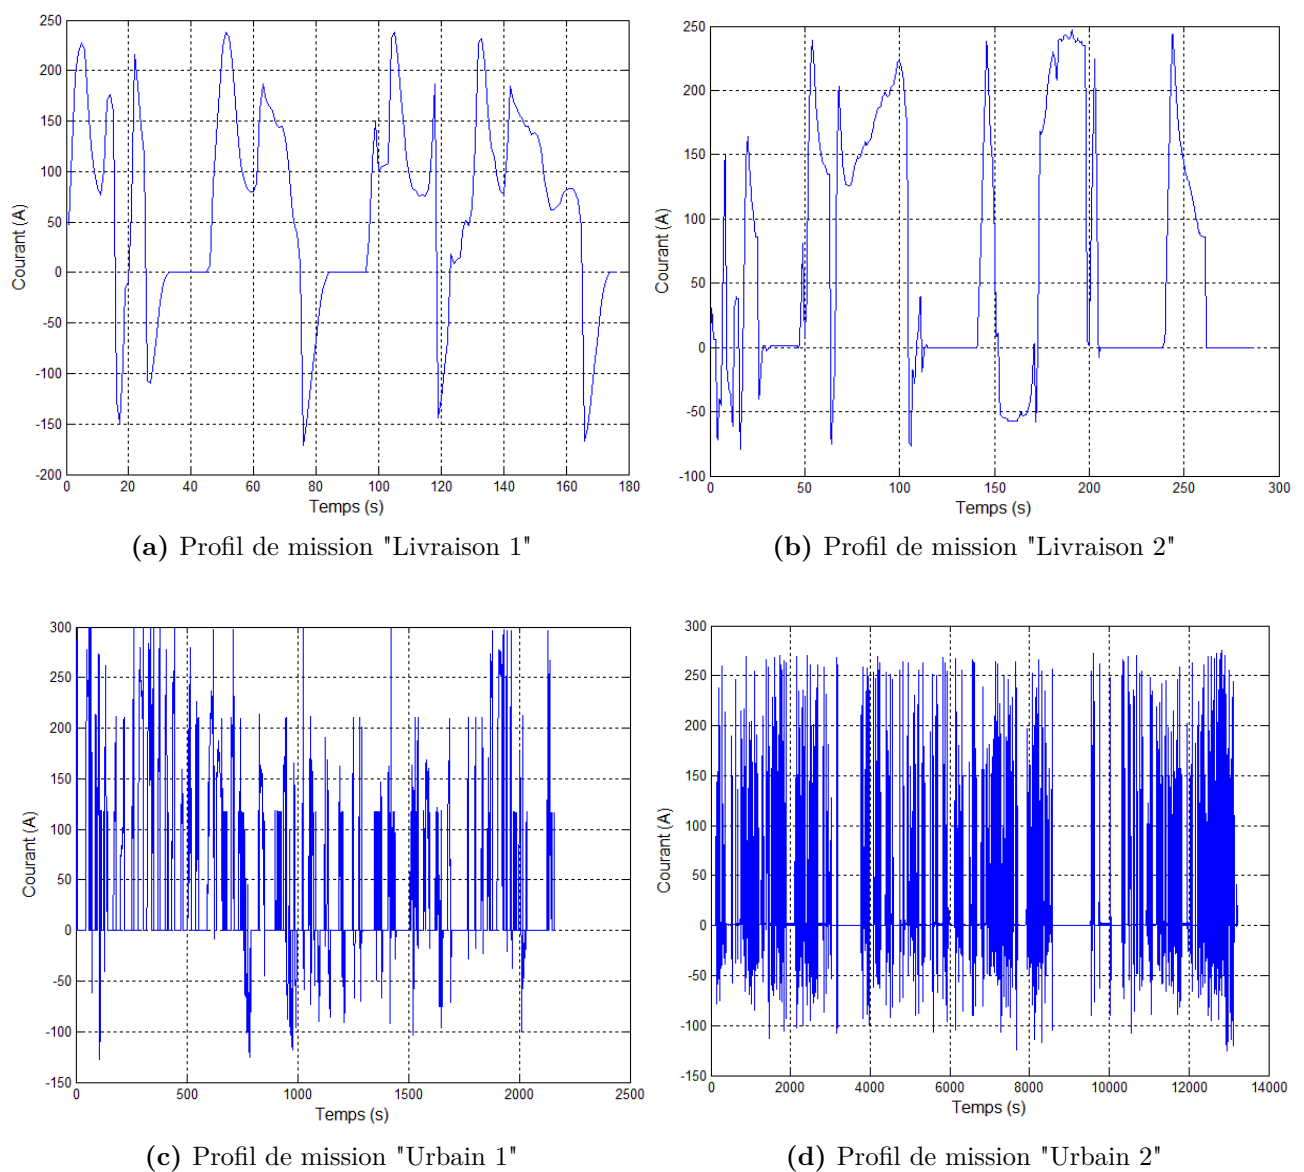 250
200
150
100
50
0
-50
-100
-150
-200
Courant (A)
0 20 40 60 80 100 120 140 160 180
Temps (s)
(a) Profil de mission "Livraison 1"
250
200
150
100
50
0
-50
-100
Courant (A)
0 50 100 150 200 250 300
Temps (s)
(b) Profil de mission "Livraison 2"
300
250
200
150
100
50
0
-50
-100
-150
Courant (A)
0 500 1000 1500 2000 2500
Temps (s)
(c) Profil de mission "Urbain 1"
300
250
200
150
100
50
0
-50
-100
-150
Courant (A)
0 2000 4000 6000 8000 10000 12000 14000
Temps (s)
(d) Profil de mission "Urbain 2"